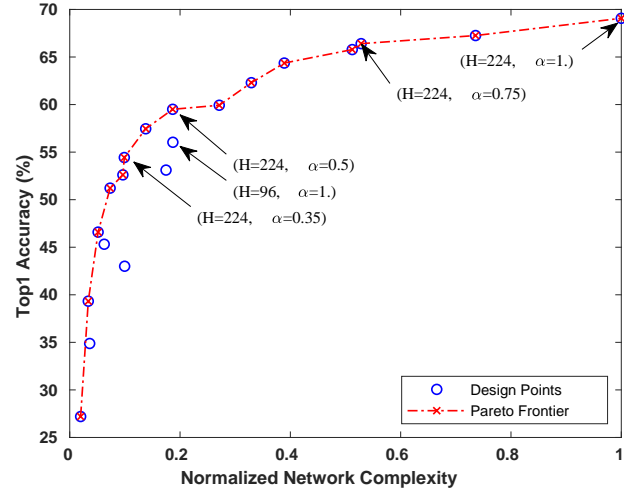 70
65
60
55
50
45
40
35
30
25
Top1 Accuracy (%)
(H=224, α=1.)
(H=224, α=0.75)
(H=224, α=0.5)
(H=96, α=1.)
(H=224, α=0.35)
Design Points
Pareto Frontier
0 0.2 0.4 0.6 0.8 1
Normalized Network Complexity